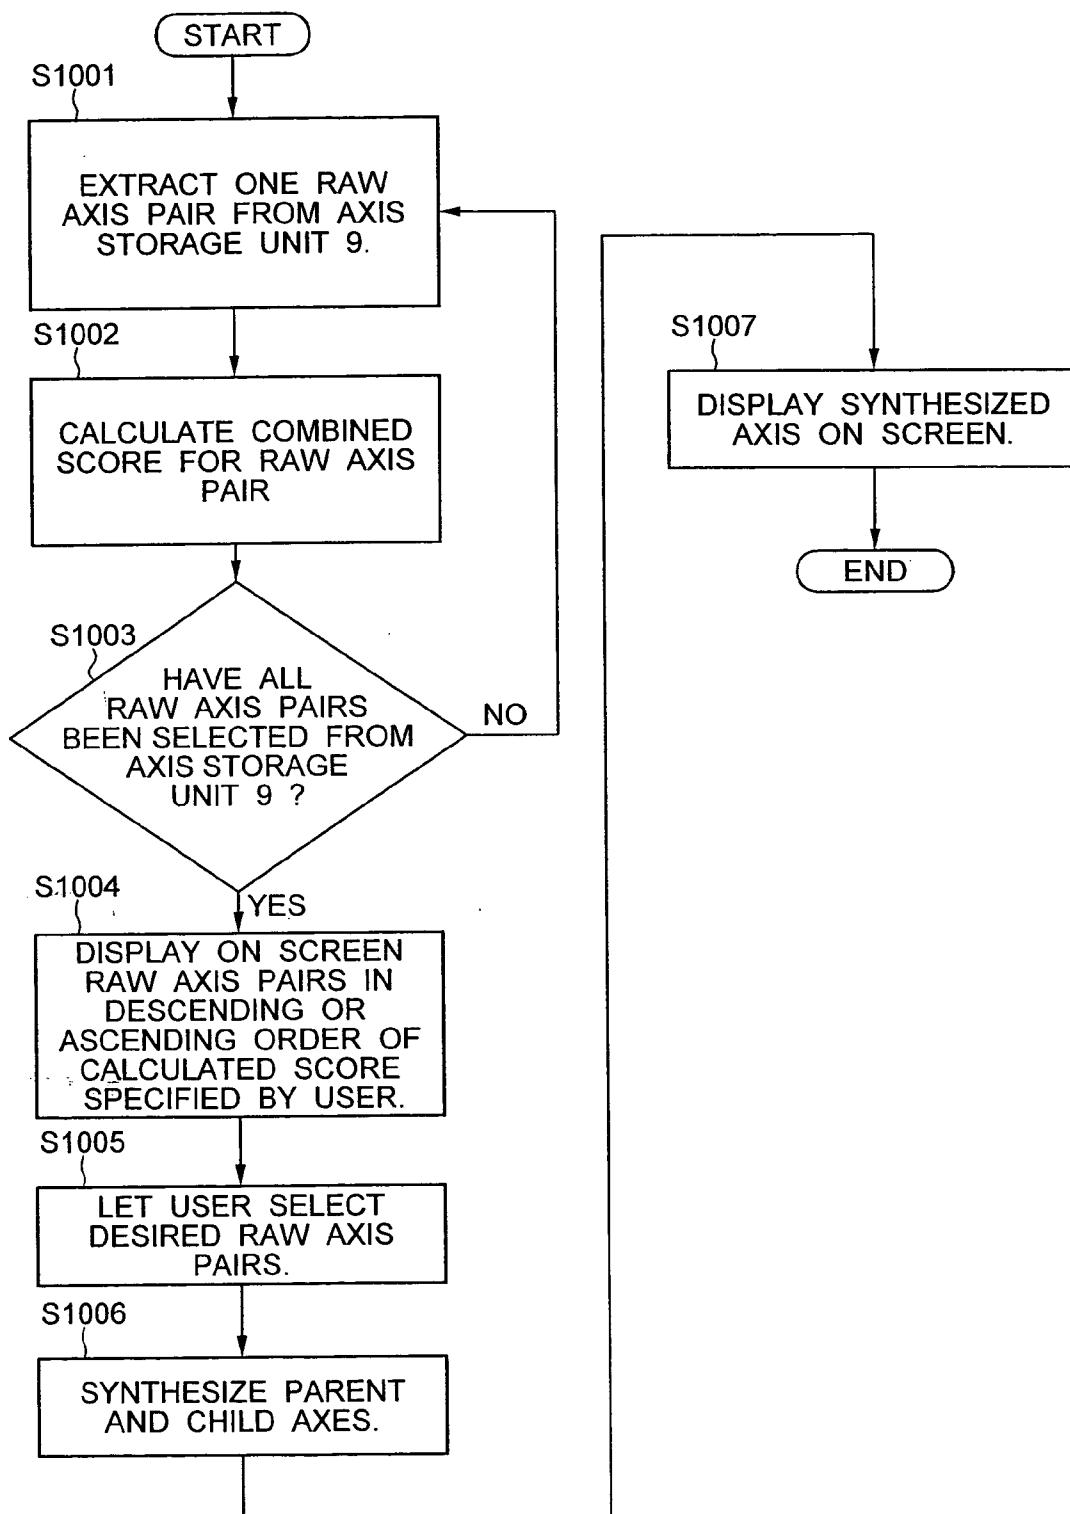 START
S1001
EXTRACT ONE RAW
AXIS PAIR FROM AXIS
STORAGE UNIT 9.
S1002
CALCULATE COMBINED
SCORE FOR RAW AXIS
PAIR
S1003
HAVE ALL
RAW AXIS PAIRS
BEEN SELECTED FROM
AXIS STORAGE
UNIT 9 ?
NO
YES
S1004
DISPLAY ON SCREEN
RAW AXIS PAIRS IN
DESCENDING OR
ASCENDING ORDER OF
CALCULATED SCORE
SPECIFIED BY USER.
S1005
LET USER SELECT
DESIRED RAW AXIS
PAIRS.
S1006
SYNTHESIZE PARENT
AND CHILD AXES.
S1007
DISPLAY SYNTHESIZED
AXIS ON SCREEN.
END